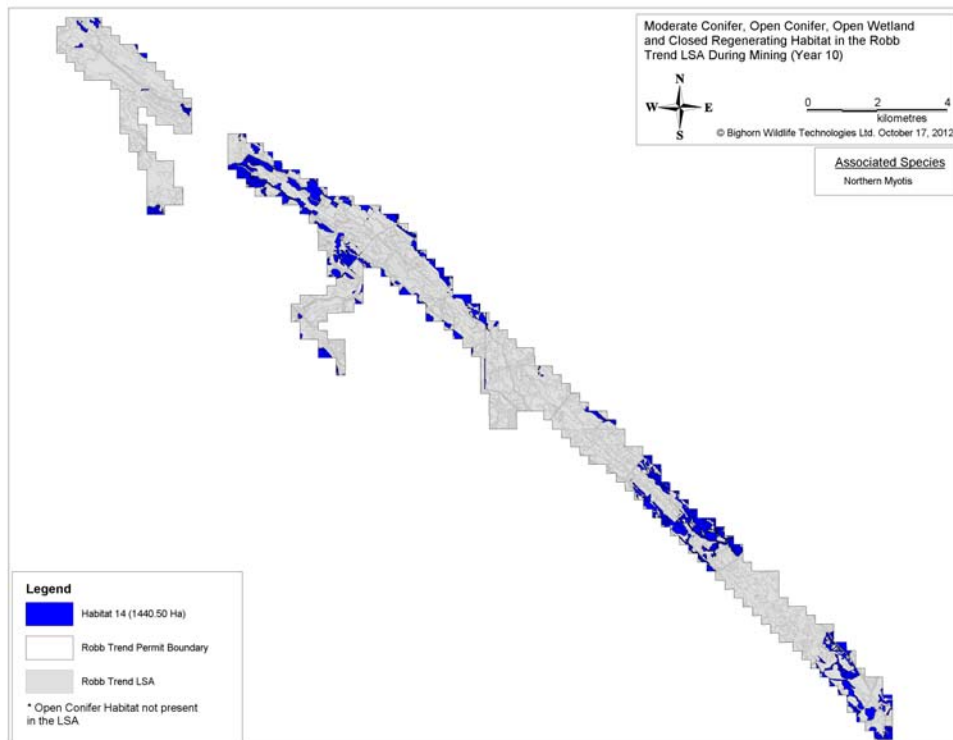 Moderate Conifer, Open Conifer, Open Wetland
and Closed Regenerating Habitat in the Robb
Trend LSA During Mining (Year 10)
N
W E
S
0 2 4
kilometres
© Bighorn Wildlife Technologies Ltd. October 17, 2012
Associated Species
Northern Myotis
Legend
Habitat 14 (1440.50 Ha)
Robb Trend Permit Boundary
Robb Trend LSA
* Open Conifer Habitat not present
in the LSA